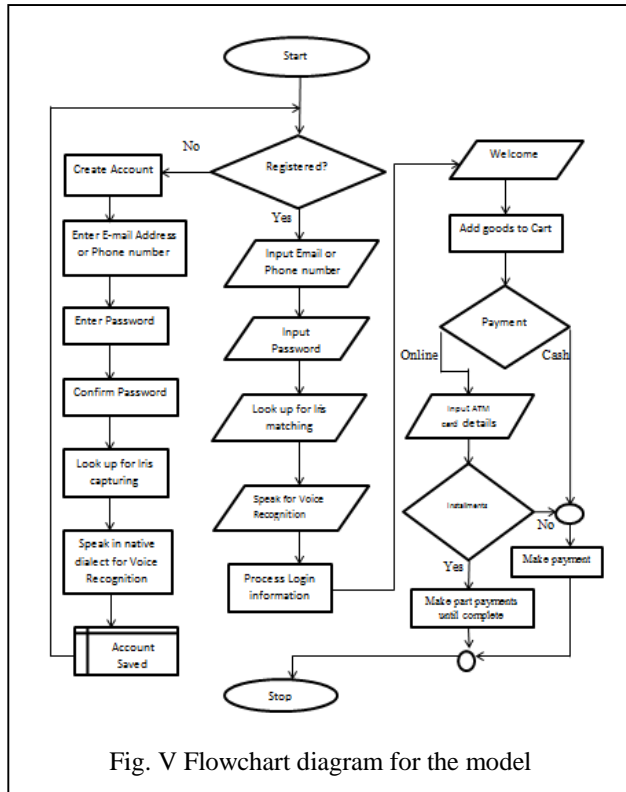 Start
No
Registered?
Yes
Create Account
Enter E-mail Address
or Phone number
Enter Password
Confirm Password
Look up for Iris
capturing
Speak in native
dialect for Voice
Recognition
Account
Saved
Input Email or
Phone number
Input
Password
Look up for Iris
matching
Speak for Voice
Recognition
Process Login
information
Welcome
Add goods to Cart
Payment
Online
Cash
Input ATM
card details
Instalments
No
Yes
Make payment
Make part payments
until complete
Stop
Fig. V Flowchart diagram for the model